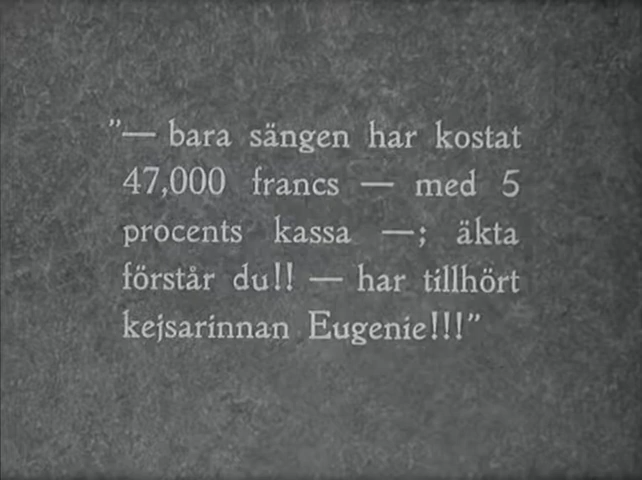 ”— bara sängen har kostat
47,000 francs — med 5
procents kassa —; äkta
förstår du!! — har tillhört
kejsarinnan Eugenie!!!”